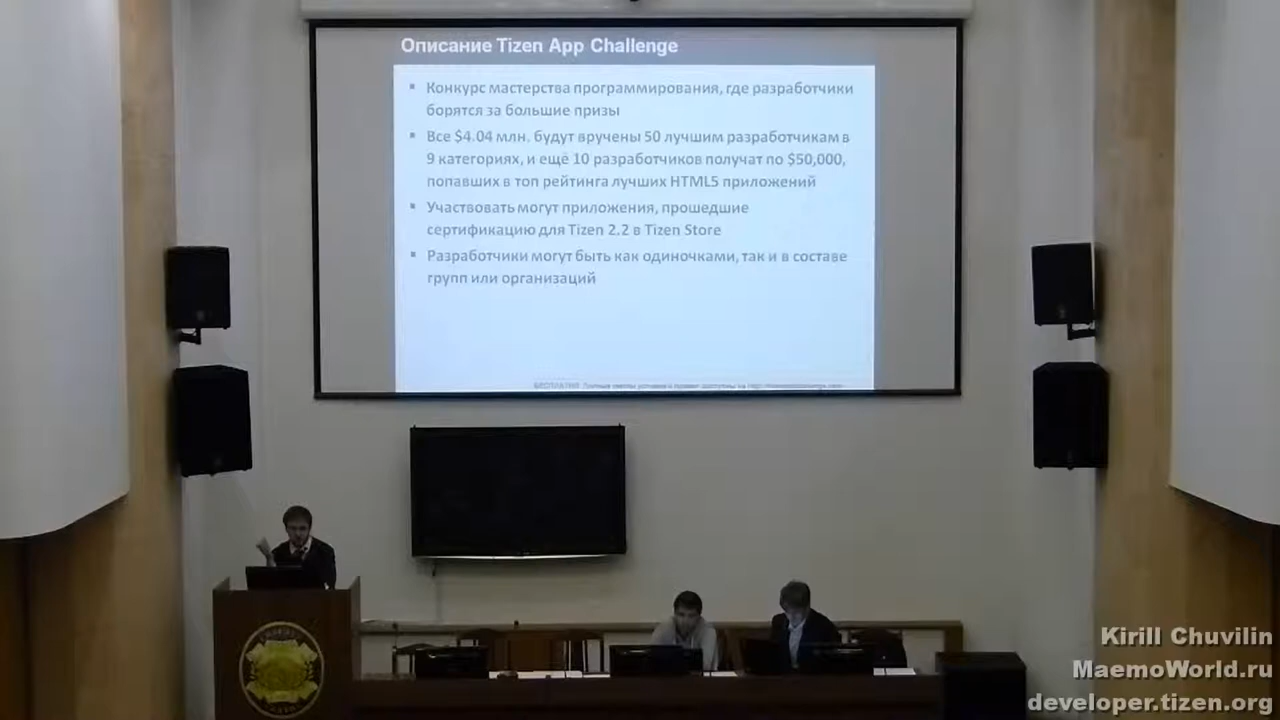 Описание Tizen App Challenge
Конкурс мастерства программирования, где разработчики
борятся за большие призы
Все $4.04 млн. будут вручены 50 лучшим разработчикам в
9 категориях, и ещё 10 разработчиков получат по $50,000,
попавших в топ рейтинга лучших HTML5 приложений
Участвовать могут приложения, прошедшие
сертификацию для Tizen 2.2 в Tizen Store
Разработчики могут быть как одиночками, так и в составе
групп или организаций
Kirill Chuvilin
MaemoWorld.ru
developer.tizen.org